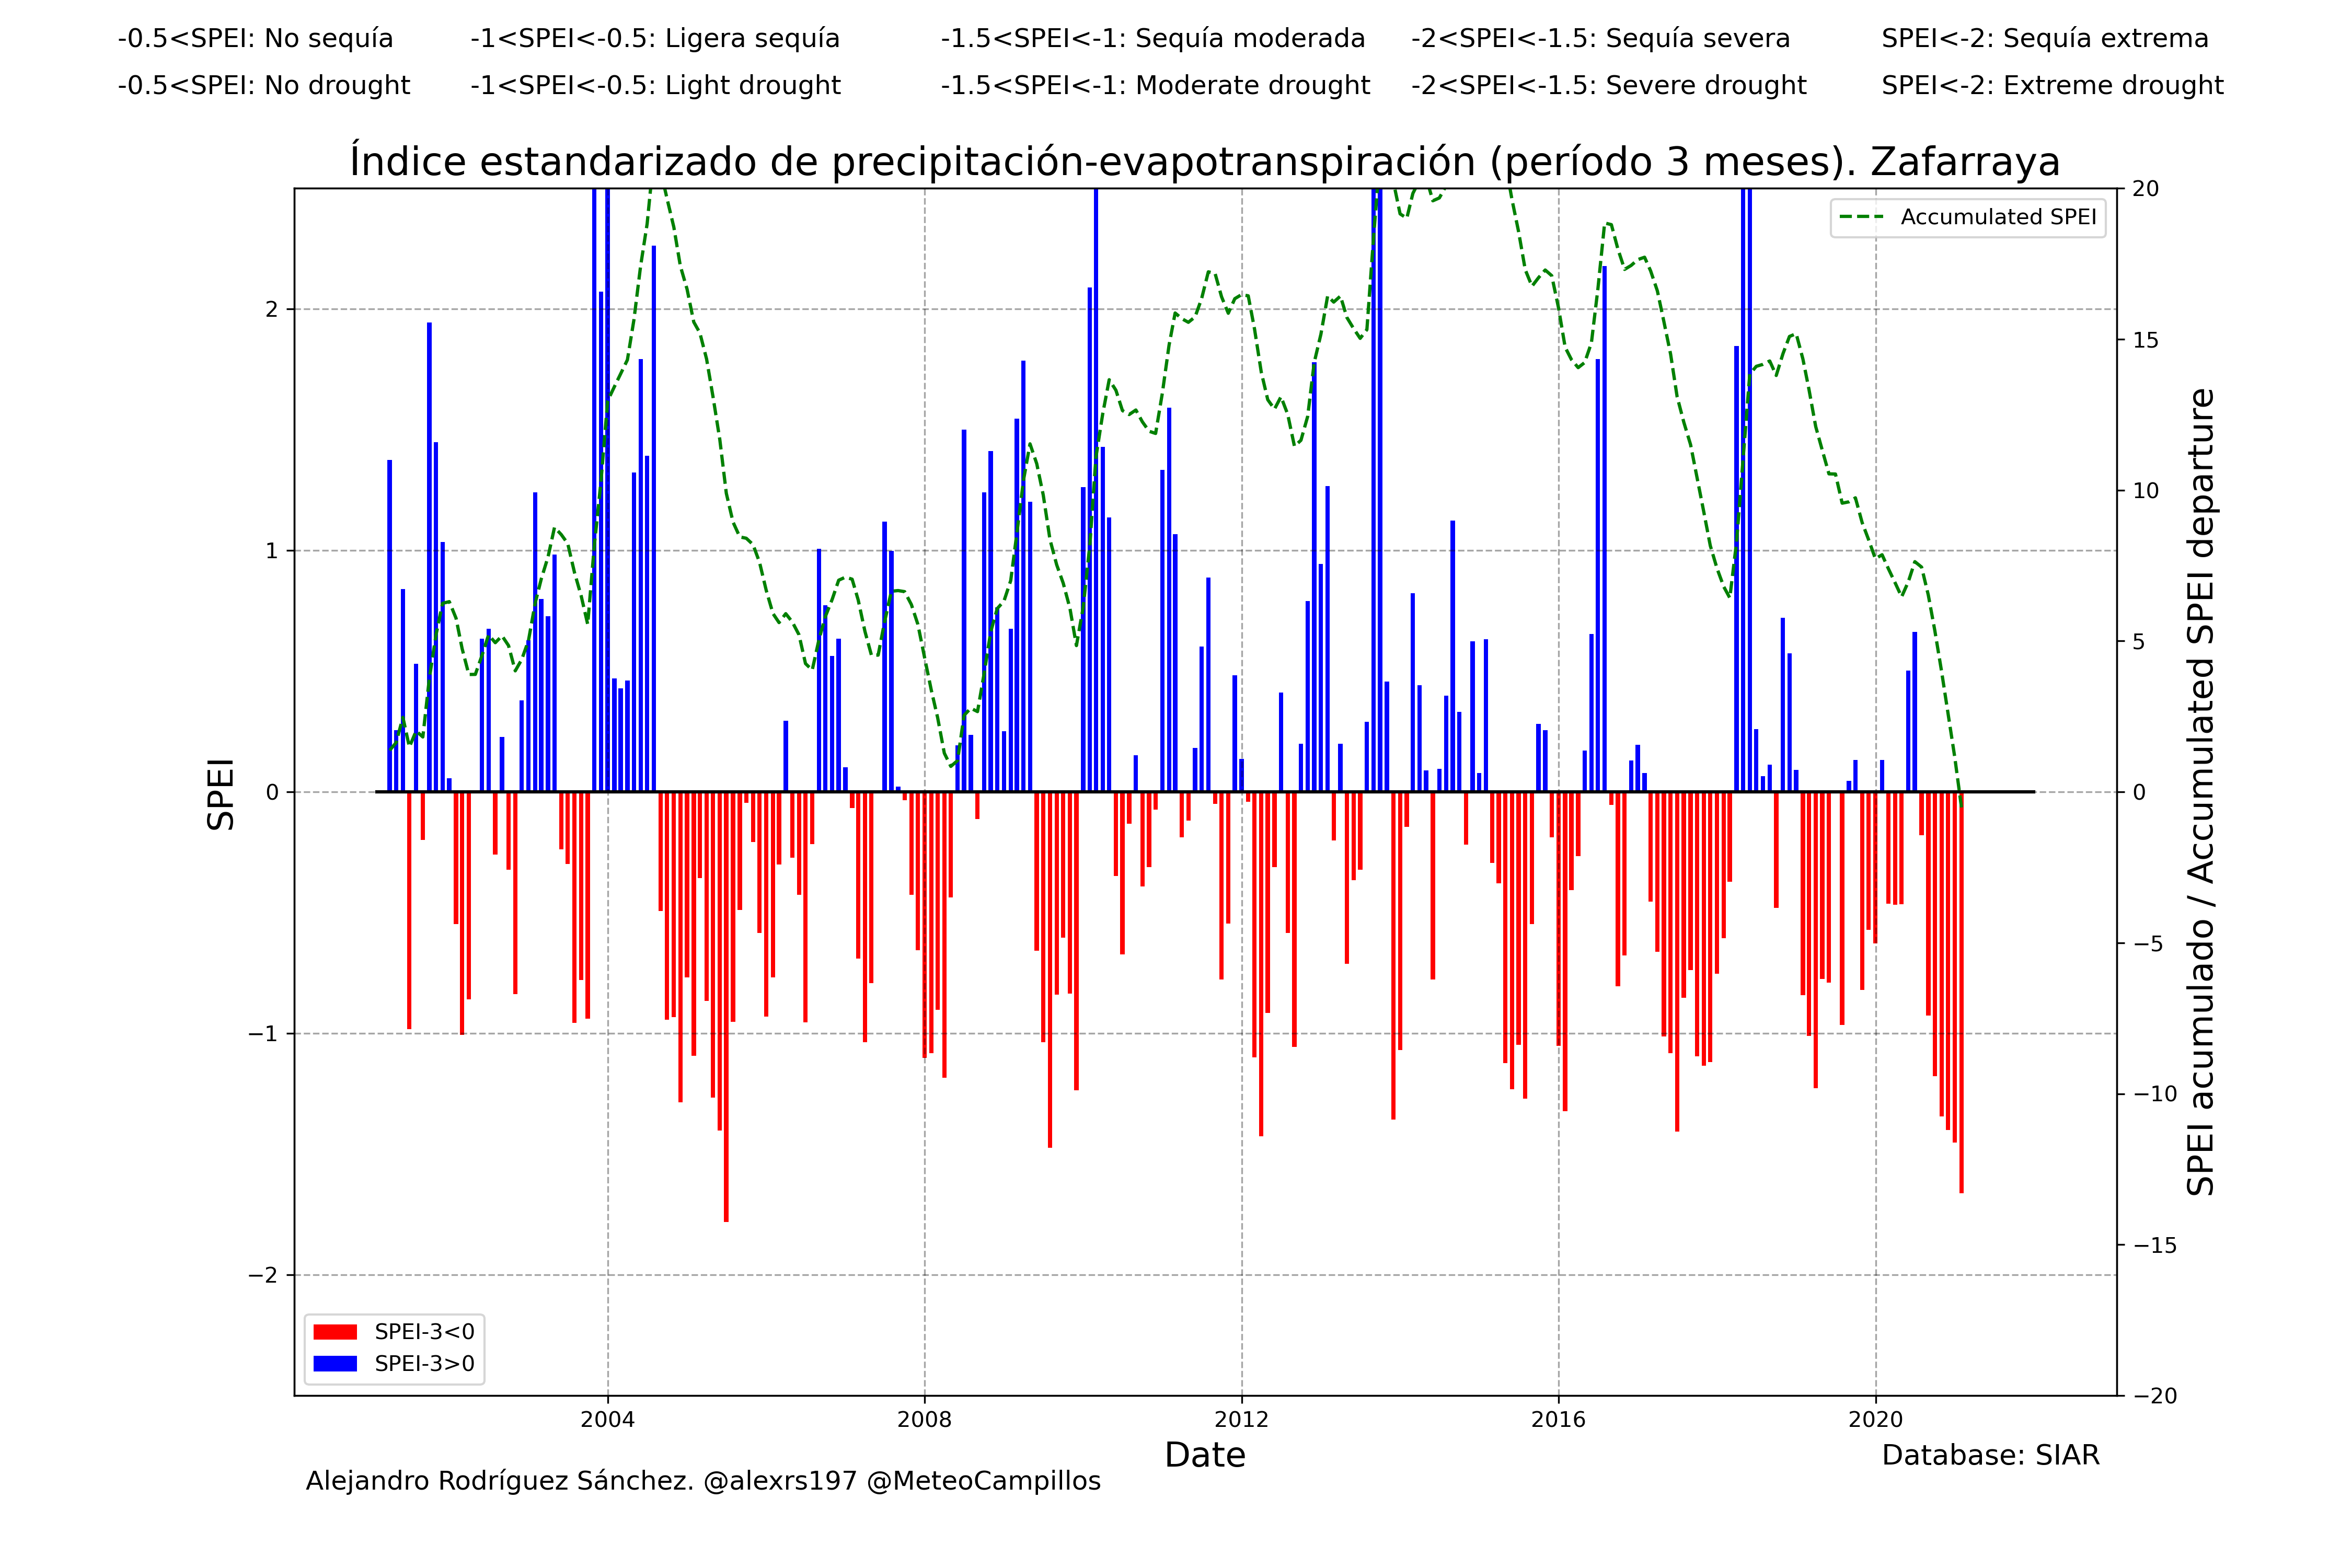 -0.5<SPEI: No sequía -1<SPEI<-0.5: Ligera sequía -1.5<SPEI<-1: Sequía moderada -2<SPEI<-1.5: Sequía severa SPEI<-2: Sequía extrema
-0.5<SPEI: No drought -1<SPEI<-0.5: Light drought -1.5<SPEI<-1: Moderate drought -2<SPEI<-1.5: Severe drought SPEI<-2: Extreme drought
Índice estandarizado de precipitación-evapotranspiración (período 3 meses). Zafarraya
Accumulated SPEI
SPEI
2
1
0
−1
−2
20
15
10
5
0
−5
−10
−15
−20
SPEI acumulado / Accumulated SPEI departure
SPEI-3<0
SPEI-3>0
2004 2008 2012 2016 2020
Date
Database: SIAR
Alejandro Rodríguez Sánchez. @alexrs197 @MeteoCampillos